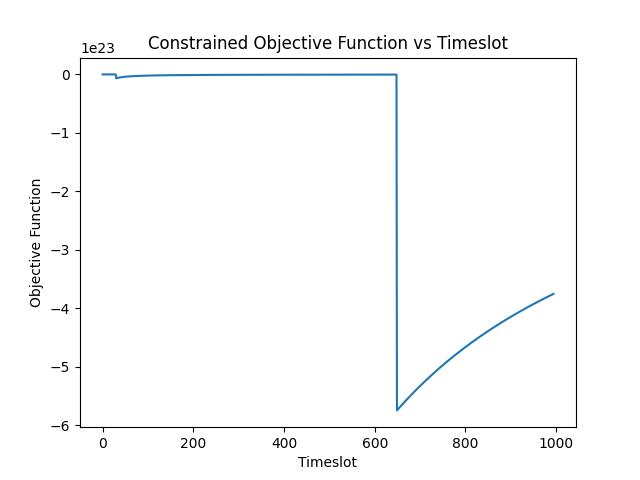 Constrained Objective Function vs Timeslot
1e23
0
−1
−2
−3
−4
−5
−6
Objective Function
0 200 400 600 800 1000
Timeslot